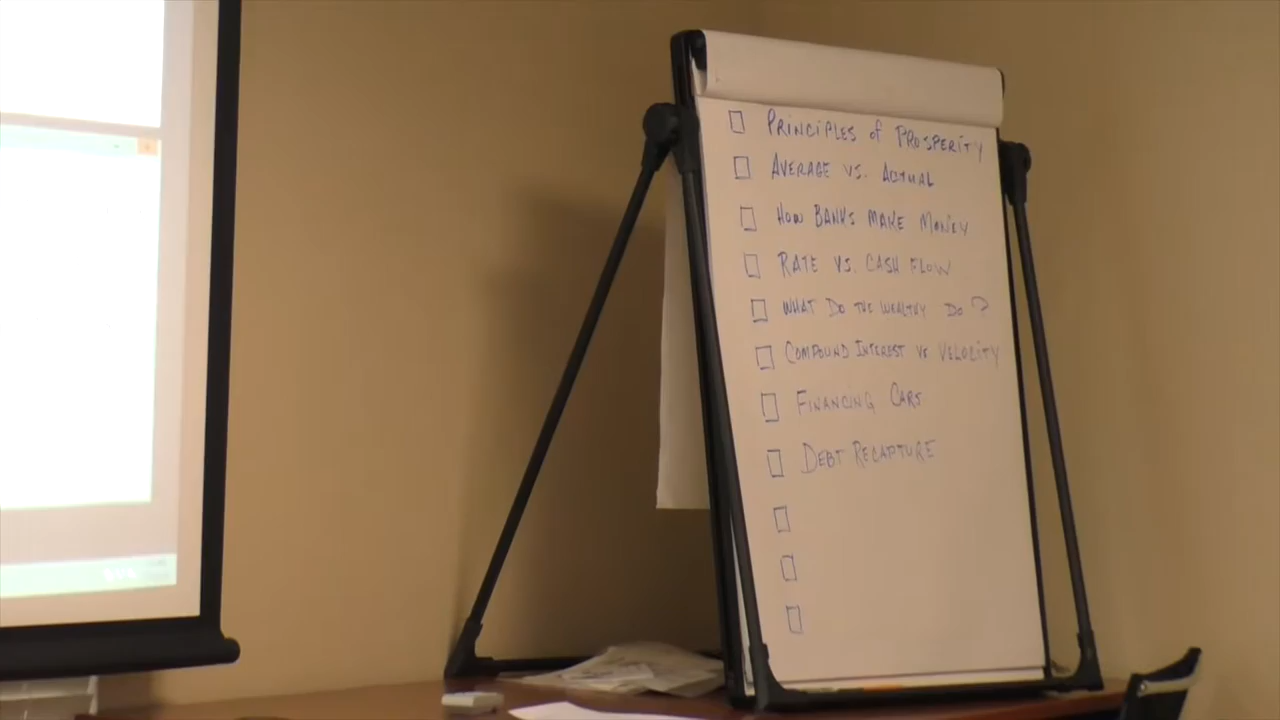 PRINCIPLES of PROSPERITY
AVERAGE VS. ACTUAL
HOW BANKS MAKE MONEY
RATE VS. CASH FLOW
WHAT DO THE WEALTHY DO?
COMPOUND INTEREST VS VELOCITY
FINANCING CARS
DEBT RECAPTURE